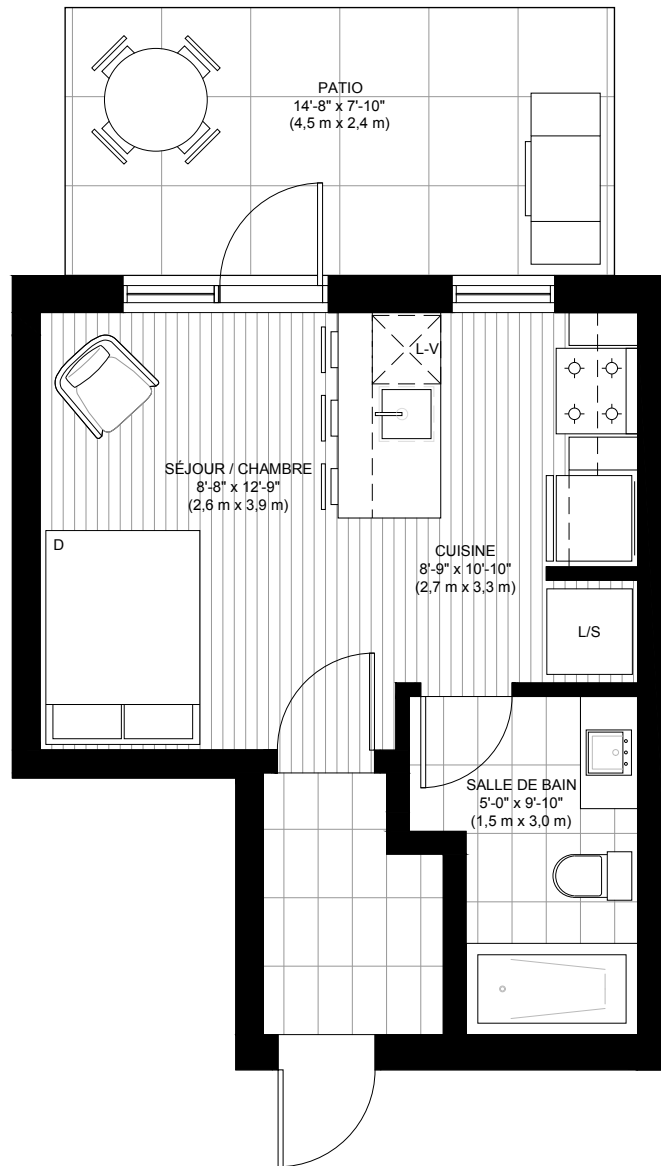 PATIO
14'-8" x 7'-10"
(4,5 m x 2,4 m)
L-V
SÉJOUR / CHAMBRE
8'-8" x 12'-9"
(2,6 m x 3,9 m)
D
CUISINE
8'-9" x 10'-10"
(2,7 m x 3,3 m)
L/S
SALLE DE BAIN
5'-0" x 9'-10"
(1,5 m x 3,0 m)